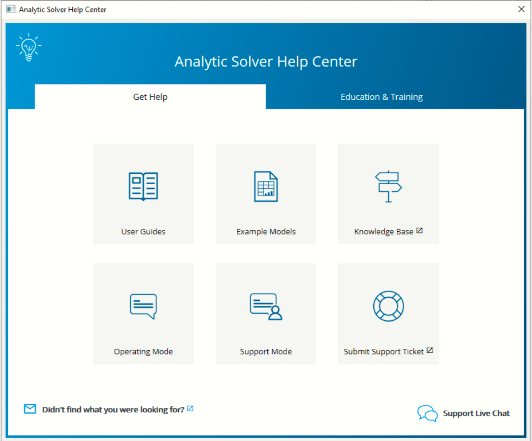 Analytic Solver Help Center
Analytic Solver Help Center
Get Help
Education & Training
User Guides
Example Models
Knowledge Base
Operating Mode
Support Mode
Submit Support Ticket
Didn't find what you were looking for?
Support Live Chat